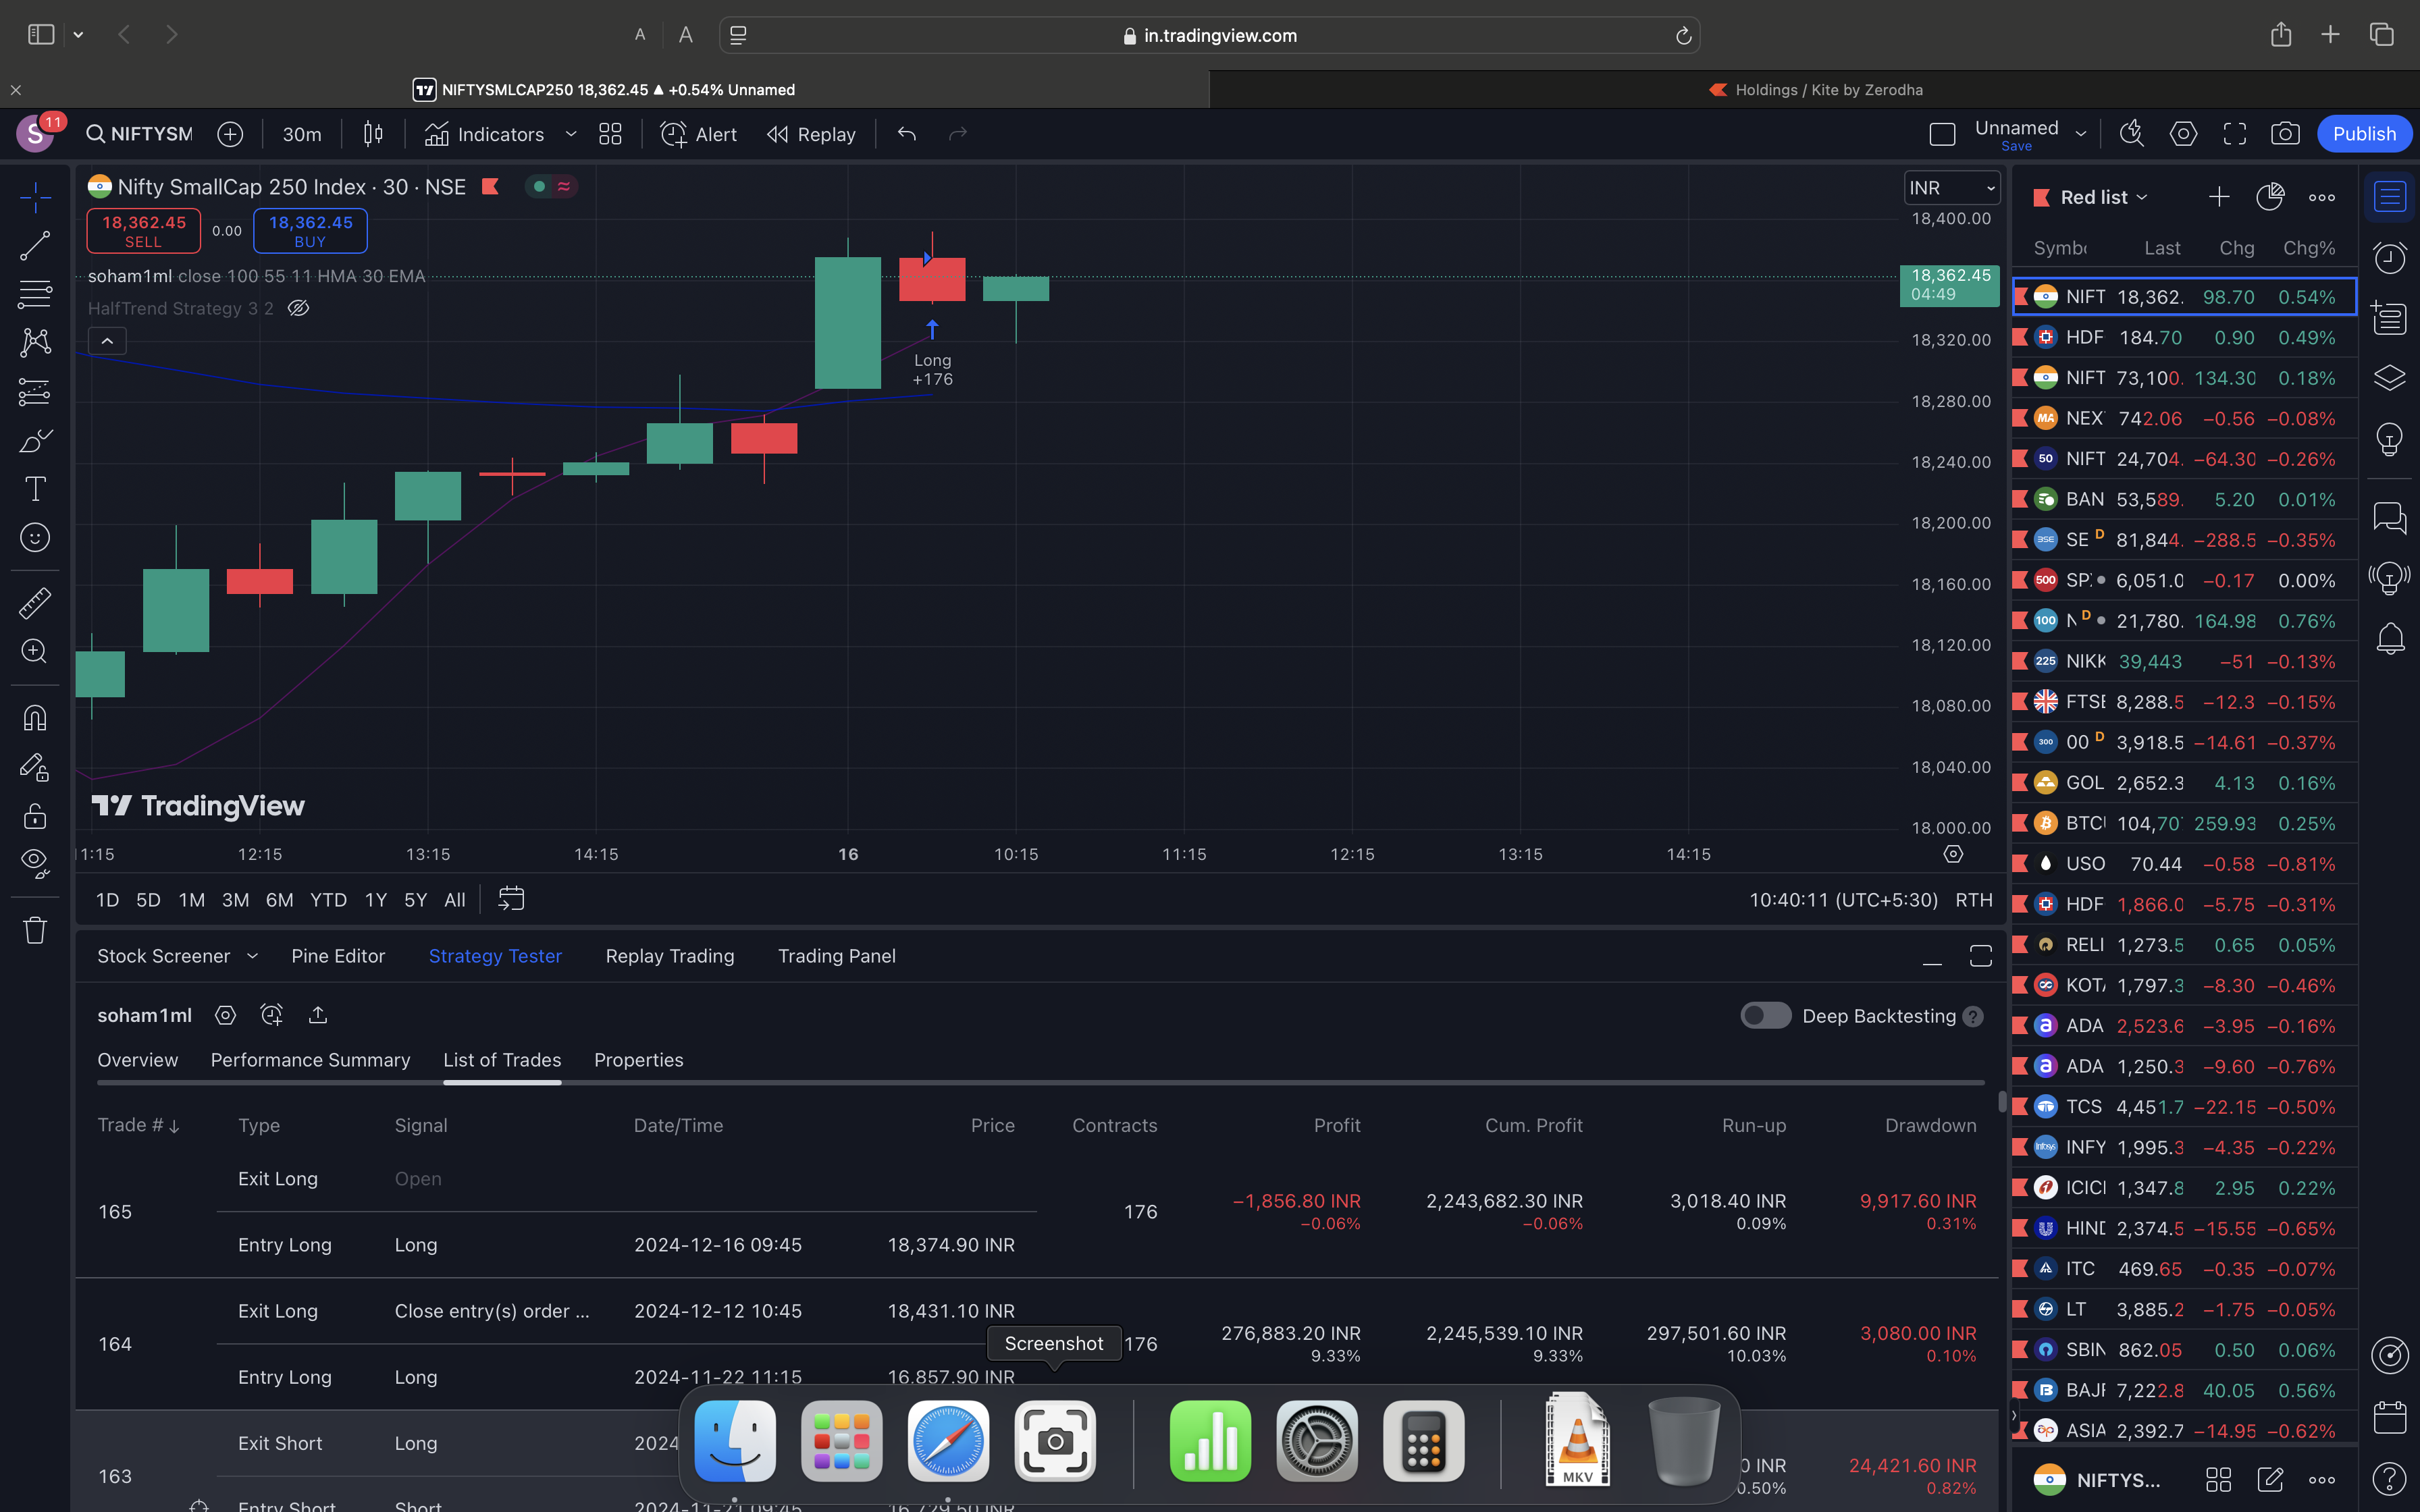 A A in.tradingview.com
NIFTYSMLCAP250 18,362.45 ▲ +0.54% Unnamed
Holdings / Kite by Zerodha
S 11 NIFTYSM 30m Indicators Alert Replay Unnamed Save Publish
Nifty SmallCap 250 Index · 30 · NSE
18,362.45 SELL 0.00 18,362.45 BUY
soham1ml close 100 55 11 HMA 30 EMA
HalfTrend Strategy 3 2
Long
+176
INR
18,400.00
18,362.45
04:49
18,320.00
18,280.00
18,240.00
18,200.00
18,160.00
18,120.00
18,080.00
18,040.00
18,000.00
TradingView
11:15 12:15 13:15 14:15 16 10:15 11:15 12:15 13:15 14:15
1D 5D 1M 3M 6M YTD 1Y 5Y All 10:40:11 (UTC+5:30) RTH
Stock Screener Pine Editor Strategy Tester Replay Trading Trading Panel
soham1ml Deep Backtesting ?
Overview Performance Summary List of Trades Properties
Trade # ↓ Type Signal Date/Time Price Contracts Profit Cum. Profit Run-up Drawdown
165 Exit Long Open
Entry Long Long 2024-12-16 09:45 18,374.90 INR
176 −1,856.80 INR 2,243,682.30 INR 3,018.40 INR 9,917.60 INR
−0.06% −0.06% 0.09% 0.31%
164 Exit Long Close entry(s) order ... 2024-12-12 10:45 18,431.10 INR
Entry Long Long 2024-11-22 11:15 16,857.90 INR
176 276,883.20 INR 2,245,539.10 INR 297,501.60 INR 3,080.00 INR
9.33% 9.33% 10.03% 0.10%
Screenshot
163 Exit Short Long 2024
Entry Short Short 2024-11-21 09:45 16,729.50 INR
0 INR 24,421.60 INR
0.50% 0.82%
MKV
Red list
Symbo Last Chg Chg%
NIFT 18,362. 98.70 0.54%
HDF 184.70 0.90 0.49%
NIFT 73,100. 134.30 0.18%
MA NEX 742.06 −0.56 −0.08%
50 NIFT 24,704. −64.30 −0.26%
BAN 53,589. 5.20 0.01%
BSE SE D 81,844. −288.5 −0.35%
500 SP 6,051.0 −0.17 0.00%
100 N D 21,780. 164.98 0.76%
225 NIKK 39,443 −51 −0.13%
FTSE 8,288.5 −12.3 −0.15%
300 00 D 3,918.5 −14.61 −0.37%
GOL 2,652.3 4.13 0.16%
BTC 104,70 259.93 0.25%
USO 70.44 −0.58 −0.81%
HDF 1,866.0 −5.75 −0.31%
RELI 1,273.5 0.65 0.05%
KOT 1,797.3 −8.30 −0.46%
ADA 2,523.6 −3.95 −0.16%
ADA 1,250.3 −9.60 −0.76%
TCS 4,451.7 −22.15 −0.50%
Infosys INFY 1,995.3 −4.35 −0.22%
ICICI 1,347.8 2.95 0.22%
HIND 2,374.5 −15.55 −0.65%
ITC 469.65 −0.35 −0.07%
LT 3,885.2 −1.75 −0.05%
SBIN 862.05 0.50 0.06%
BAJF 7,222.8 40.05 0.56%
ASIA 2,392.7 −14.95 −0.62%
NIFTYS...